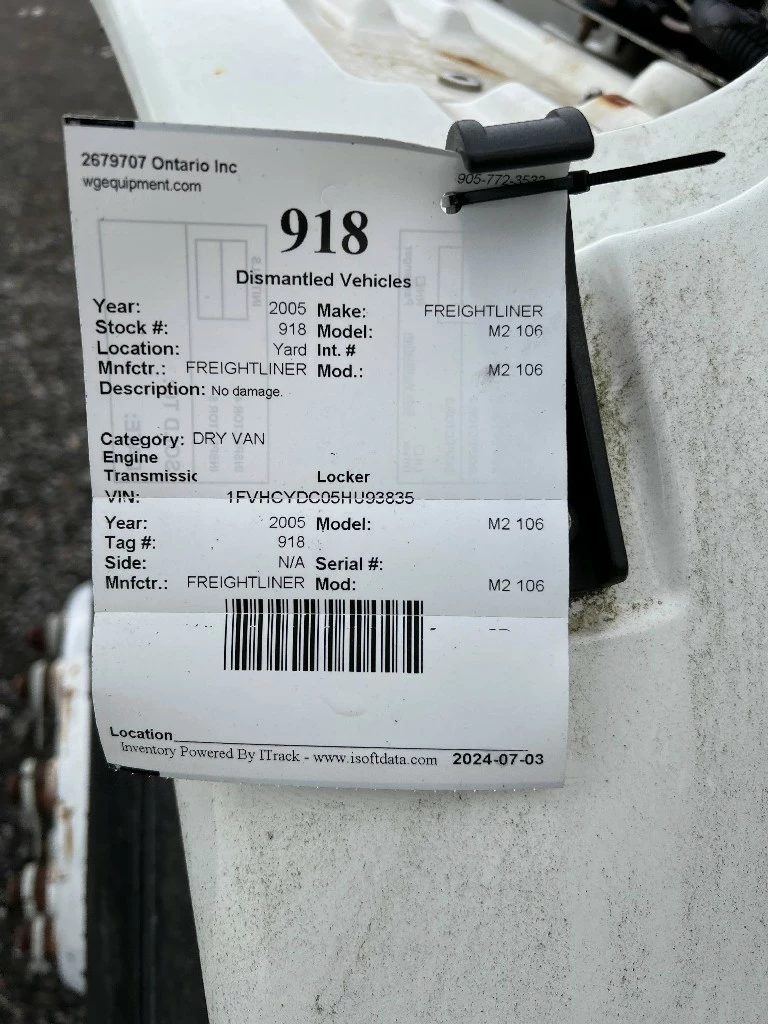 2679707 Ontario Inc
wgequipment.com
905-772-3533
918
Dismantled Vehicles
Year: 2005 Make: FREIGHTLINER
Stock #: 918 Model: M2 106
Location: Yard Int. #
Mnfctr.: FREIGHTLINER Mod.: M2 106
Description: No damage.
Category: DRY VAN
Engine
Transmissic Locker
VIN: 1FVHCYDC05HU93835
Year: 2005 Model: M2 106
Tag #: 918
Side: N/A Serial #:
Mnfctr.: FREIGHTLINER Mod: M2 106
Location
Inventory Powered By ITrack - www.isoftdata.com 2024-07-03